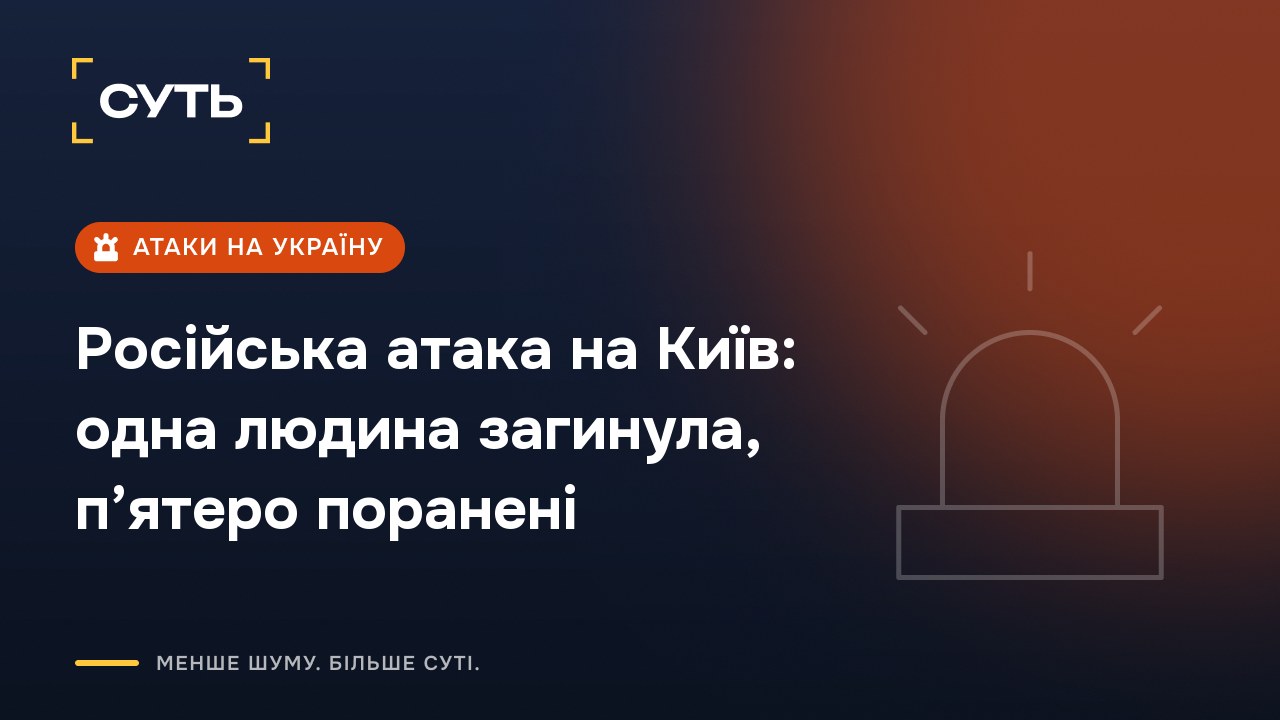 СУТЬ
АТАКИ НА УКРАЇНУ
Російська атака на Київ:
одна людина загинула,
п’ятеро поранені
МЕНШЕ ШУМУ. БІЛЬШЕ СУТІ.